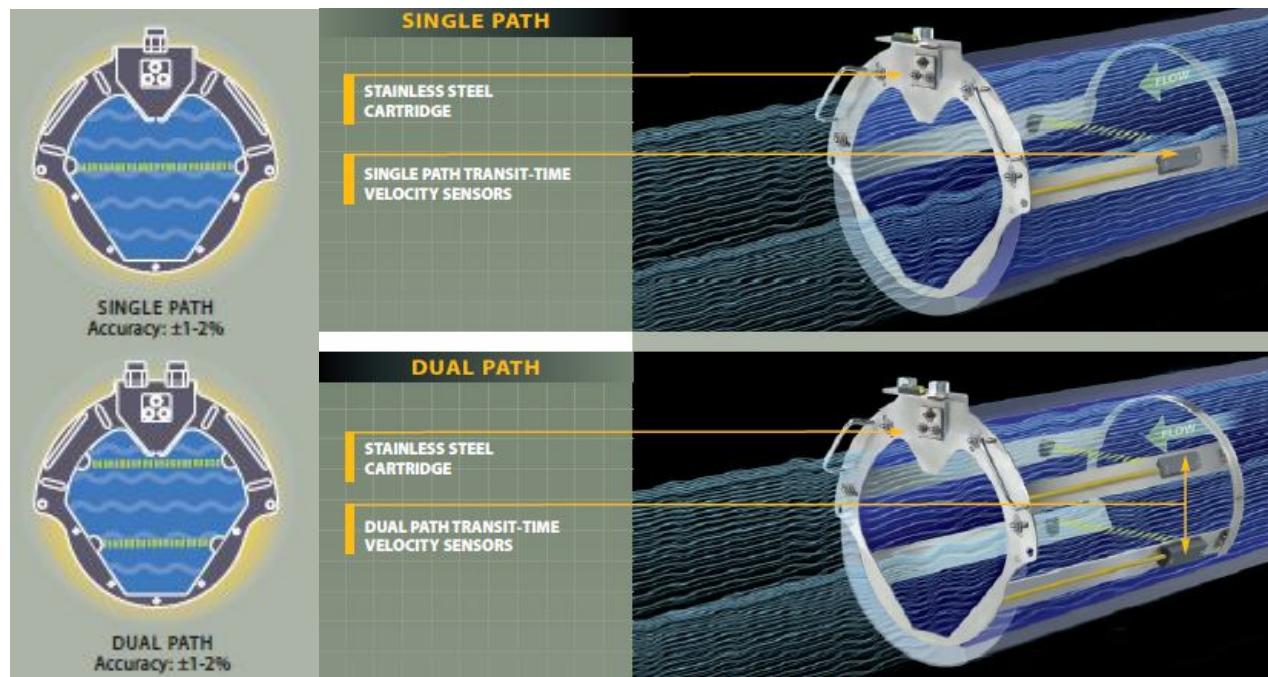 SINGLE PATH
Accuracy: ±1-2%
SINGLE PATH
STAINLESS STEEL
CARTRIDGE
SINGLE PATH TRANSIT-TIME
VELOCITY SENSORS
FLOW
DUAL PATH
Accuracy: ±1-2%
DUAL PATH
STAINLESS STEEL
CARTRIDGE
DUAL PATH TRANSIT-TIME
VELOCITY SENSORS
FLOW